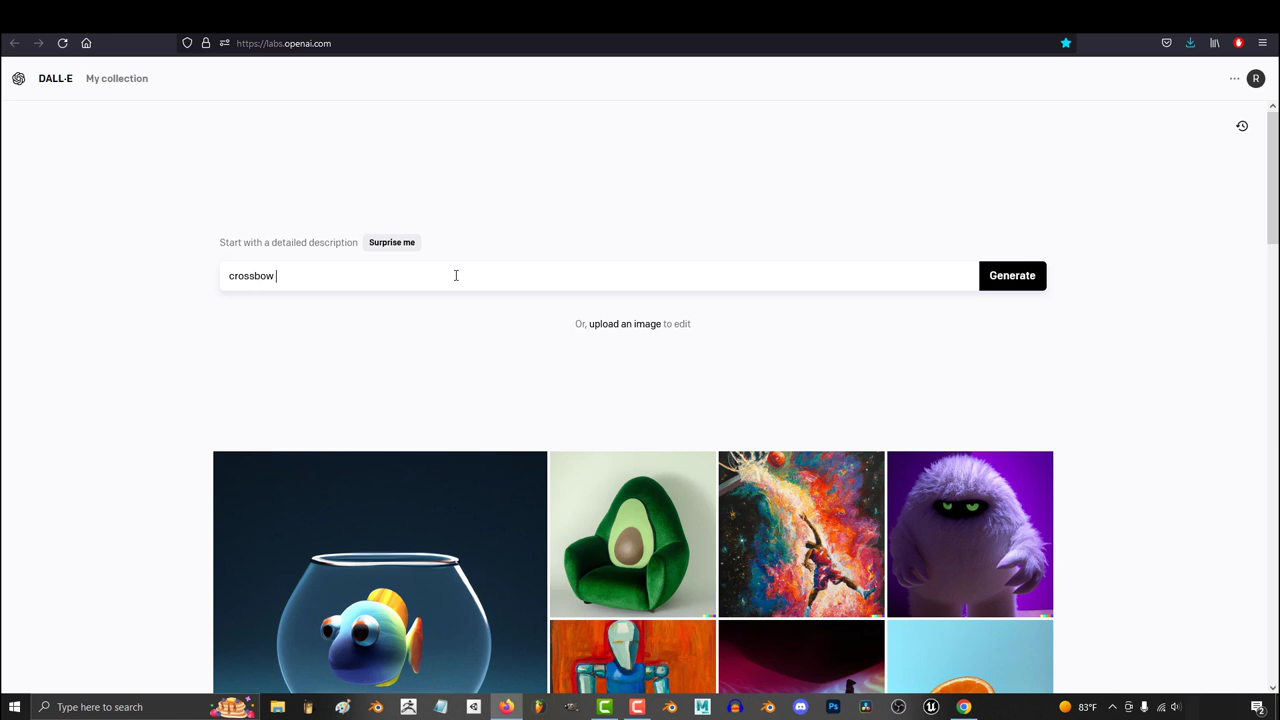 https://labs.openai.com
DALL·E
My collection
R
Start with a detailed description
Surprise me
crossbow
Generate
Or, upload an image to edit
Type here to search
83°F
2